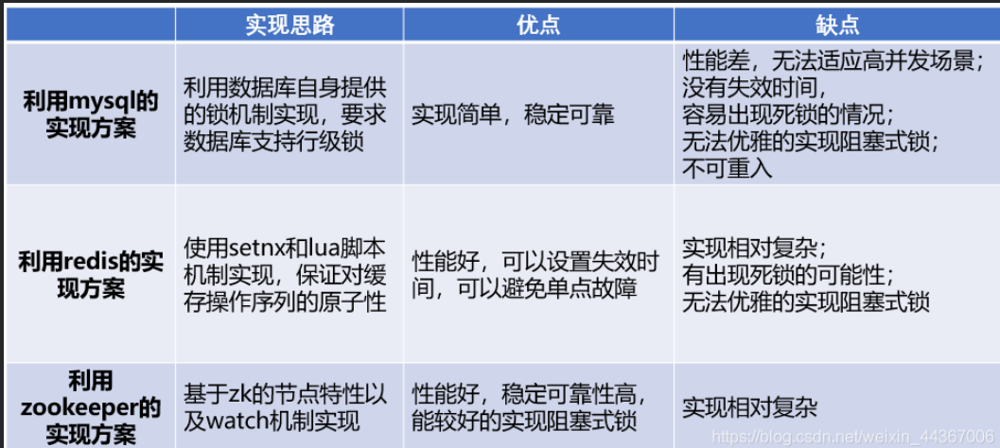 实现思路
优点
缺点
利用mysql的
实现方案
利用数据库自身提供
的锁机制实现，要求
数据库支持行级锁
实现简单，稳定可靠
性能差，无法适应高并发场景；
没有失效时间，
容易出现死锁的情况；
无法优雅的实现阻塞式锁；
不可重入
利用redis的实
现方案
使用setnx和lua脚本
机制实现，保证对缓
存操作序列的原子性
性能好，可以设置失效时
间，可以避免单点故障
实现相对复杂；
有出现死锁的可能性；
无法优雅的实现阻塞式锁
利用
zookeeper的
实现方案
基于zk的节点特性以
及watch机制实现
性能好，稳定可靠性高，
能较好的实现阻塞式锁
实现相对复杂
https://blog.csdn.net/weixin_44367006